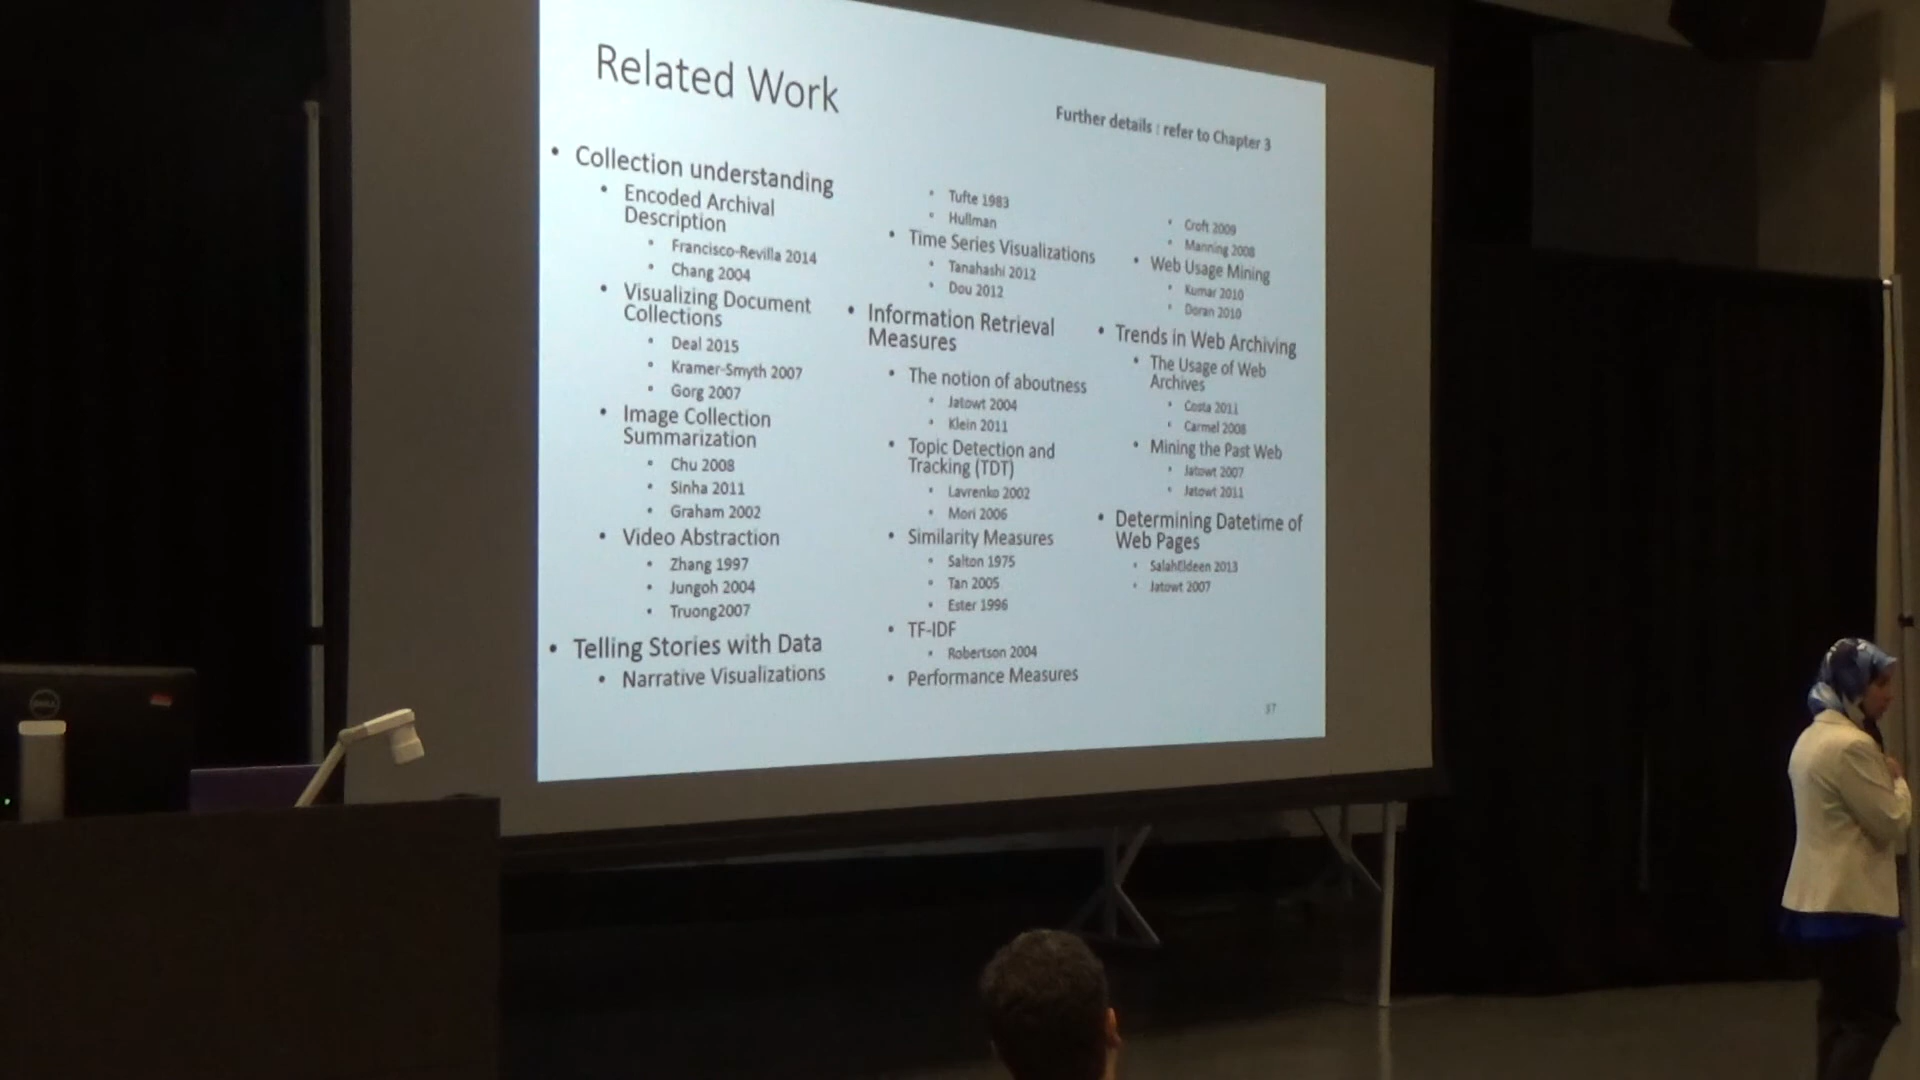 Related Work
Further details : refer to Chapter 3
• Collection understanding
• Encoded Archival
Description
• Francisco-Revilla 2014
• Chang 2004
• Visualizing Document
Collections
• Deal 2015
• Kramer-Smyth 2007
• Gorg 2007
• Image Collection
Summarization
• Chu 2008
• Sinha 2011
• Graham 2002
• Video Abstraction
• Zhang 1997
• Jungoh 2004
• Truong2007
• Telling Stories with Data
• Narrative Visualizations
• Tufte 1983
• Hullman
• Time Series Visualizations
• Tanahashi 2012
• Dou 2012
• Information Retrieval
Measures
• The notion of aboutness
• Jatowt 2004
• Klein 2011
• Topic Detection and
Tracking (TDT)
• Lavrenko 2002
• Mori 2006
• Similarity Measures
• Salton 1975
• Tan 2005
• Ester 1996
• TF-IDF
• Robertson 2004
• Performance Measures
• Croft 2009
• Manning 2008
• Web Usage Mining
• Kumar 2010
• Doran 2010
• Trends in Web Archiving
• The Usage of Web
Archives
• Costa 2011
• Carmel 2008
• Mining the Past Web
• Jatowt 2007
• Jatowt 2011
• Determining Datetime of
Web Pages
• SalahEldeen 2013
• Jatowt 2007
37
DELL